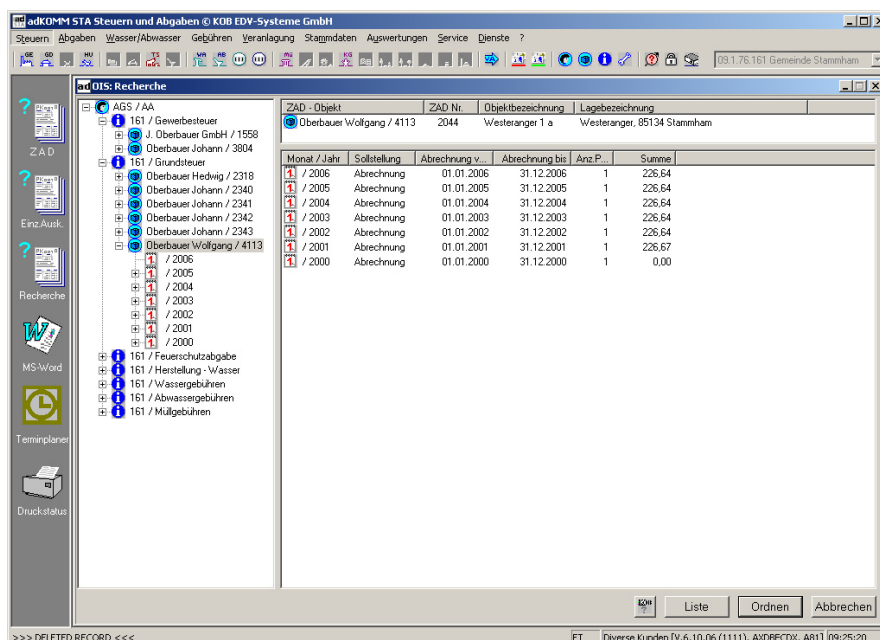 adKOMM STA Steuern und Abgaben © KOB EDV-Systeme GmbH
Steuern Abgaben Wasser/Abwasser Gebühren Veranlagung Stammdaten Auswertungen Service Dienste ?
09.1.76.161 Gemeinde Stammham
adOIS: Recherche
ZAD
Einz.Ausk.
Recherche
MS-Word
Terminplaner
Druckstatus
AGS / AA
161 / Gewerbesteuer
J. Oberbauer GmbH / 1558
Oberbauer Johann / 3804
161 / Grundsteuer
Oberbauer Hedwig / 2318
Oberbauer Johann / 2340
Oberbauer Johann / 2341
Oberbauer Johann / 2342
Oberbauer Johann / 2343
Oberbauer Wolfgang / 4113
/ 2006
/ 2005
/ 2004
/ 2003
/ 2002
/ 2001
/ 2000
161 / Feuerschutzabgabe
161 / Herstellung - Wasser
161 / Wassergebühren
161 / Abwassergebühren
161 / Müllgebühren
ZAD - Objekt ZAD Nr. Objektbezeichnung Lagebezeichnung
Oberbauer Wolfgang / 4113 2044 Westeranger 1 a Westeranger, 85134 Stammham
Monat / Jahr Sollstellung Abrechnung v... Abrechnung bis Anz.P... Summe
/ 2006 Abrechnung 01.01.2006 31.12.2006 1 226,64
/ 2005 Abrechnung 01.01.2005 31.12.2005 1 226,64
/ 2004 Abrechnung 01.01.2004 31.12.2004 1 226,64
/ 2003 Abrechnung 01.01.2003 31.12.2003 1 226,64
/ 2002 Abrechnung 01.01.2002 31.12.2002 1 226,64
/ 2001 Abrechnung 01.01.2001 31.12.2001 1 226,67
/ 2000 Abrechnung 01.01.2000 31.12.2000 1 0,00
Liste Ordnen Abbrechen
>>> DELETED RECORD <<< ET Diverse Kunden [V.6.10.06 (1111), AXDBFCDX, A81] 09:25:20